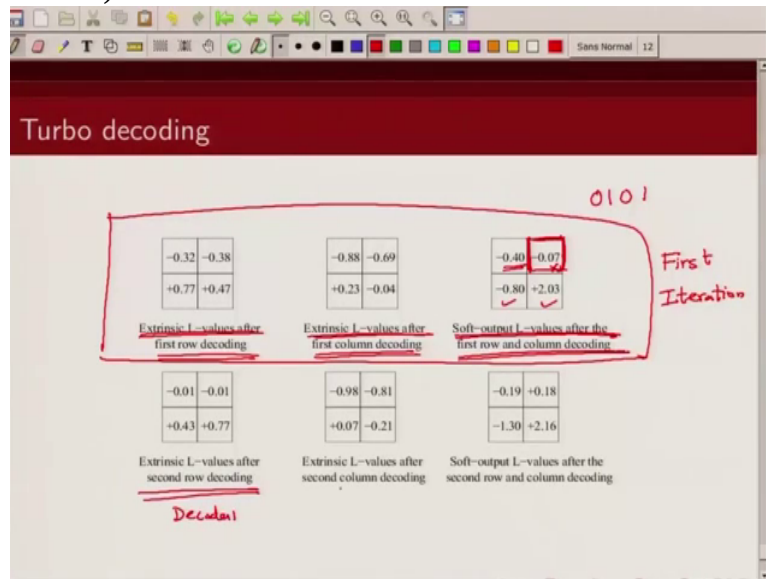 Sans Normal 12
Turbo decoding
0101
-0.32 -0.38
+0.77 +0.47
Extrinsic L-values after
first row decoding
-0.88 -0.69
+0.23 -0.04
Extrinsic L-values after
first column decoding
-0.40 -0.07
-0.80 +2.03
Soft-output L-values after the
first row and column decoding
First
Iteration
-0.01 -0.01
+0.43 +0.77
Extrinsic L-values after
second row decoding
-0.98 -0.81
+0.07 -0.21
Extrinsic L-values after
second column decoding
-0.19 +0.18
-1.30 +2.16
Soft-output L-values after the
second row and column decoding
Decoder1